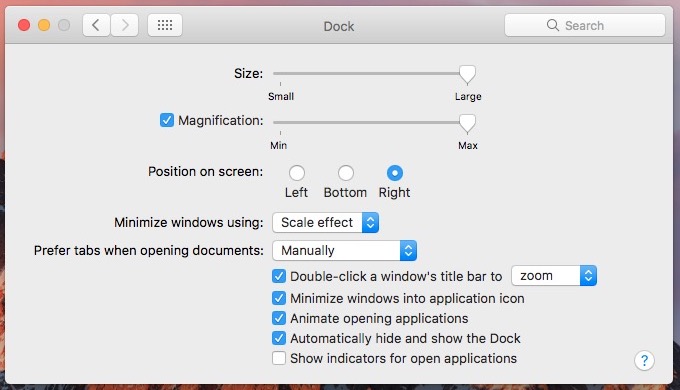 Dock
Search
Size:
Small Large
Magnification:
Min Max
Position on screen:
Left Bottom Right
Minimize windows using: Scale effect
Prefer tabs when opening documents: Manually
Double-click a window's title bar to zoom
Minimize windows into application icon
Animate opening applications
Automatically hide and show the Dock
Show indicators for open applications
?